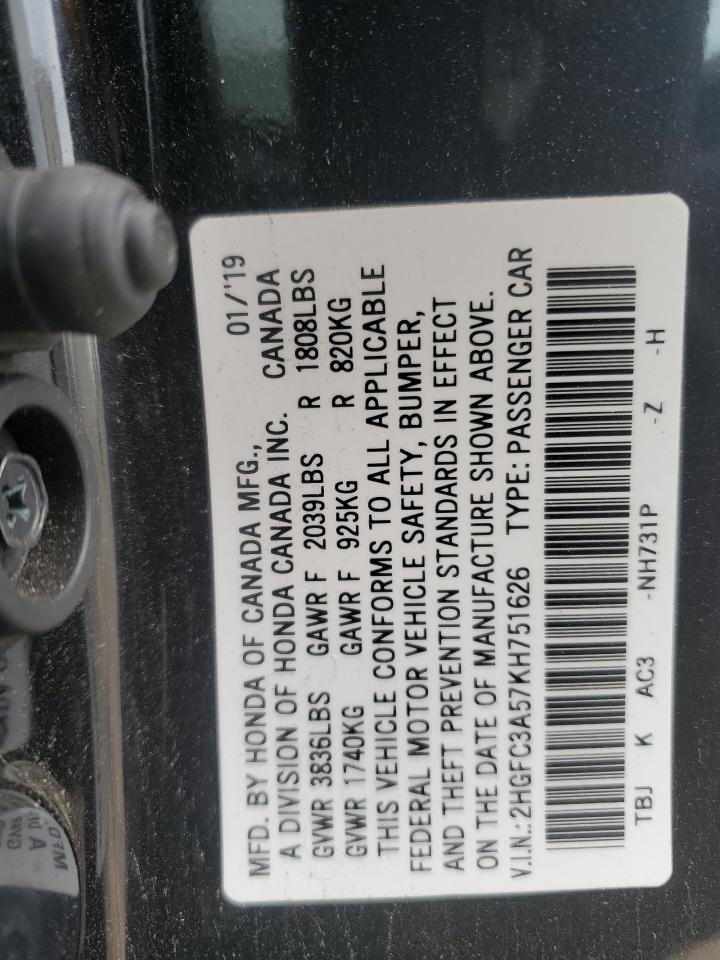 MFD. BY HONDA OF CANADA MFG., 01/'19
A DIVISION OF HONDA CANADA INC. CANADA
GVWR 3836LBS GAWR F 2039LBS R 1808LBS
GVWR 1740KG GAWR F 925KG R 820KG
THIS VEHICLE CONFORMS TO ALL APPLICABLE
FEDERAL MOTOR VEHICLE SAFETY, BUMPER,
AND THEFT PREVENTION STANDARDS IN EFFECT
ON THE DATE OF MANUFACTURE SHOWN ABOVE.
V.I.N.: 2HGFC3A57KH751626 TYPE: PASSENGER CAR
TBJ K AC3 -NH731P -Z -H